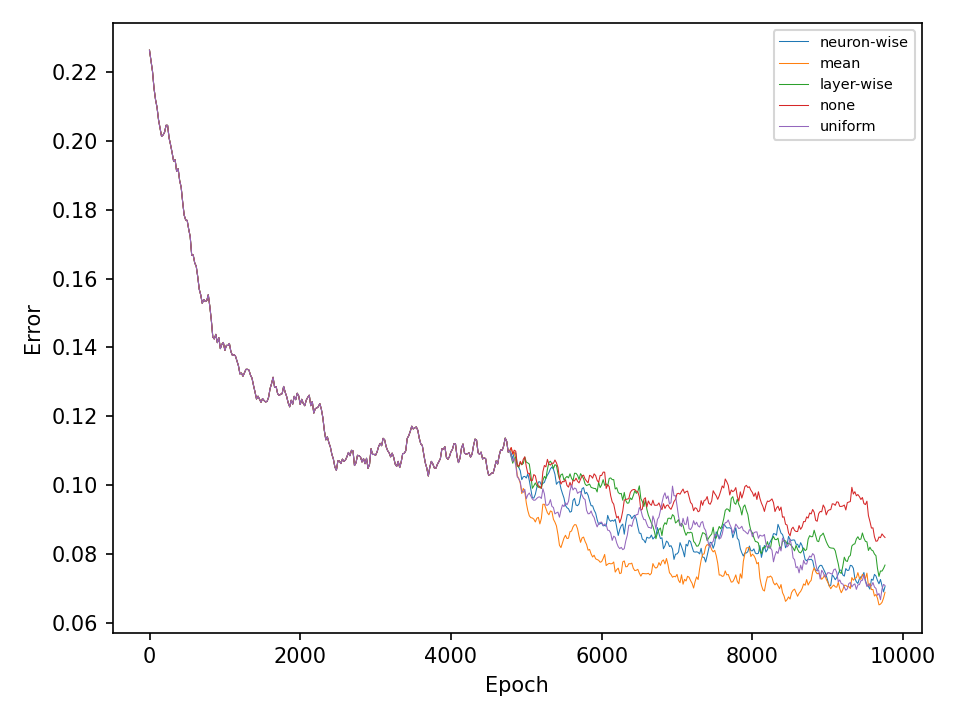 neuron-wise
mean
layer-wise
none
uniform
0.22
0.20
0.18
0.16
0.14
0.12
0.10
0.08
0.06
Error
0
2000
4000
6000
8000
10000
Epoch